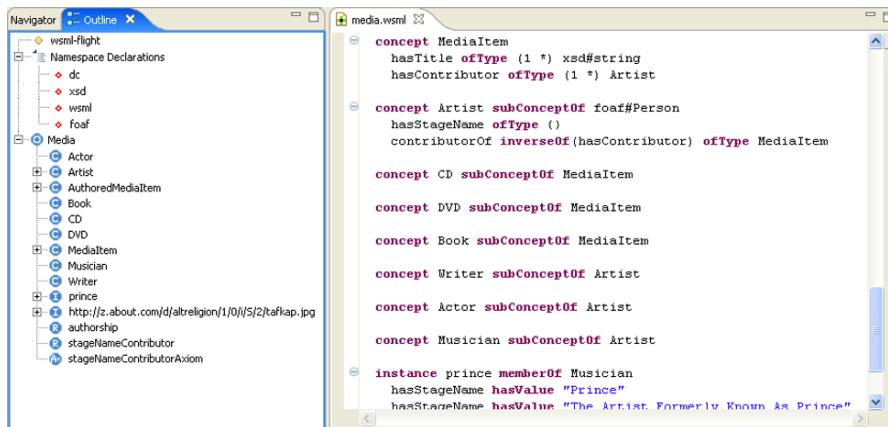 Navigator
Outline
wsml-flight
Namespace Declarations
dc
xsd
wsml
foaf
Media
Actor
Artist
AuthoredMediaItem
Book
CD
DVD
MediaItem
Musician
Writer
prince
http://z.about.com/d/altreligion/1/0/i/S/2/tafkap.jpg
authorship
stageNameContributor
stageNameContributorAxiom
media.wsml
concept MediaItem
hasTitle ofType (1 *) xsd#string
hasContributor ofType (1 *) Artist
concept Artist subConceptOf foaf#Person
hasStageName ofType ()
contributorOf inverseOf(hasContributor) ofType MediaItem
concept CD subConceptOf MediaItem
concept DVD subConceptOf MediaItem
concept Book subConceptOf MediaItem
concept Writer subConceptOf Artist
concept Actor subConceptOf Artist
concept Musician subConceptOf Artist
instance prince memberOf Musician
hasStageName hasValue "Prince"
hasStageName hasValue "The Artist Formerly Known As Prince"